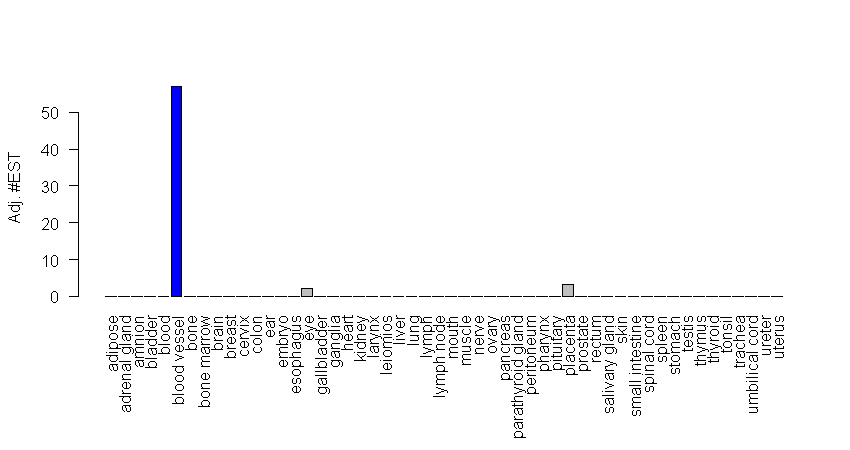 Adj. #EST
50
40
30
20
10
0
adipose
adrenal gland
amnion
bladder
blood
blood vessel
bone
bone marrow
brain
breast
cervix
colon
ear
embryo
esophagus
eye
gallbladder
ganglia
heart
kidney
larynx
leiomios
liver
lung
lymph
lymph node
mouth
muscle
nerve
ovary
pancreas
parathyroid gland
peritoneum
pharynx
pituitary
placenta
prostate
rectum
salivary gland
skin
small intestine
spinal cord
spleen
stomach
testis
thymus
thyroid
tonsil
trachea
umbilical cord
ureter
uterus